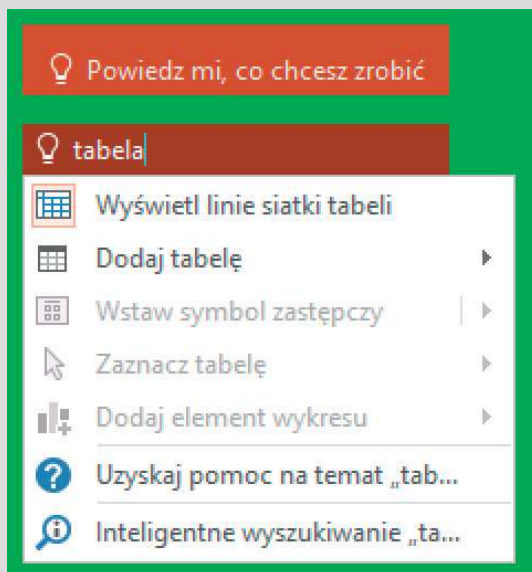 Powiedz mi, co chcesz zrobić
tabela
Wyświetl linie siatki tabeli
Dodaj tabelę
Wstaw symbol zastępczy
Zaznacz tabelę
Dodaj element wykresu
Uzyskaj pomoc na temat „tab...
Inteligentne wyszukiwanie „ta...